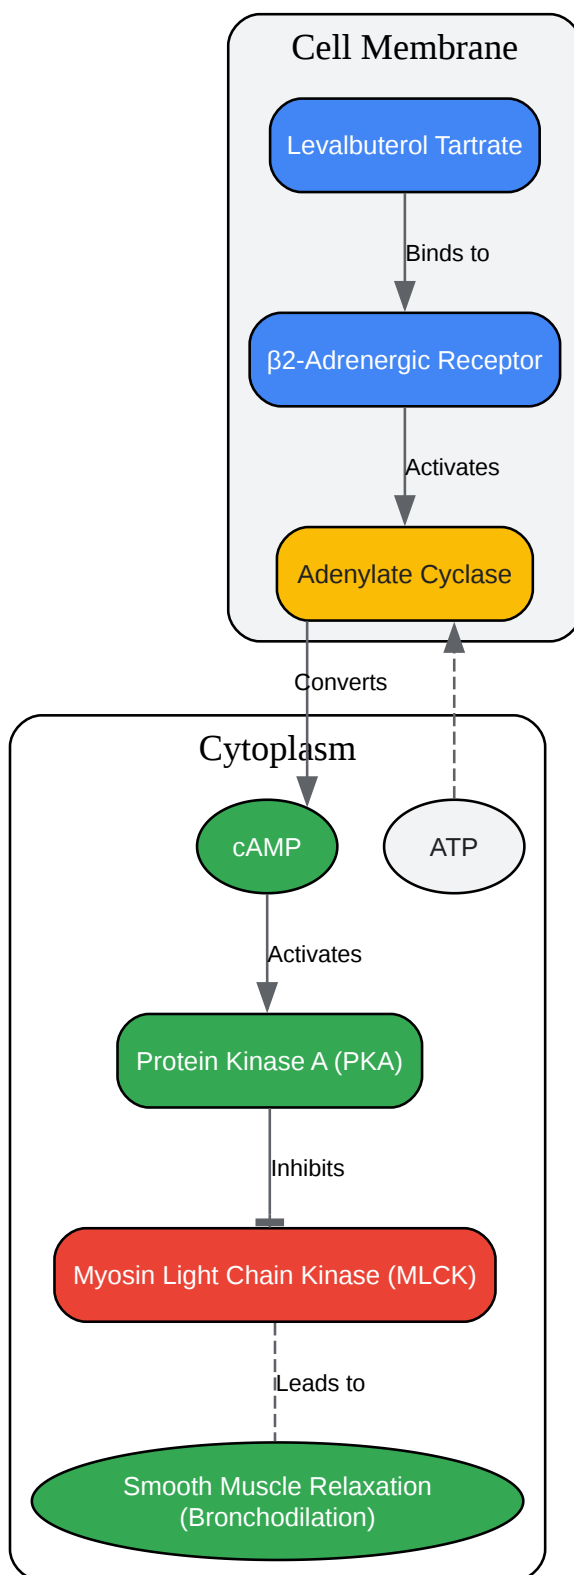 Cell Membrane
Levalbuterol Tartrate
Binds to
β2-Adrenergic Receptor
Activates
Adenylate Cyclase
Converts
Cytoplasm
cAMP
ATP
Activates
Protein Kinase A (PKA)
Inhibits
Myosin Light Chain Kinase (MLCK)
Leads to
Smooth Muscle Relaxation
(Bronchodilation)